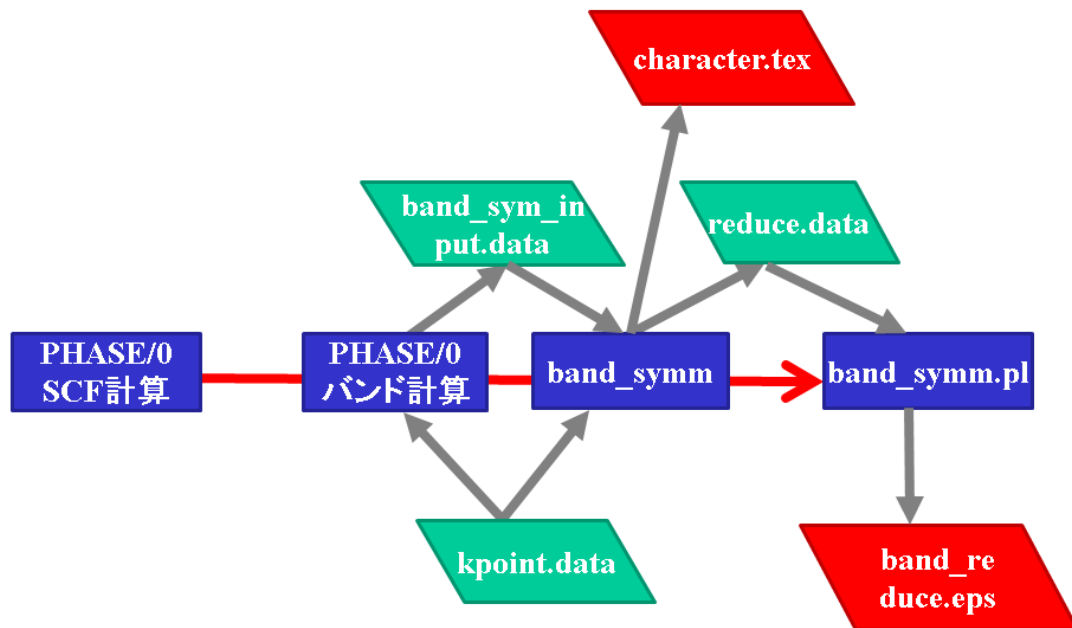 character.tex
band_sym_in
put.data
reduce.data
PHASE/0
SCF計算
PHASE/0
バンド計算
band_symm
band_symm.pl
kpoint.data
band_re
duce.eps